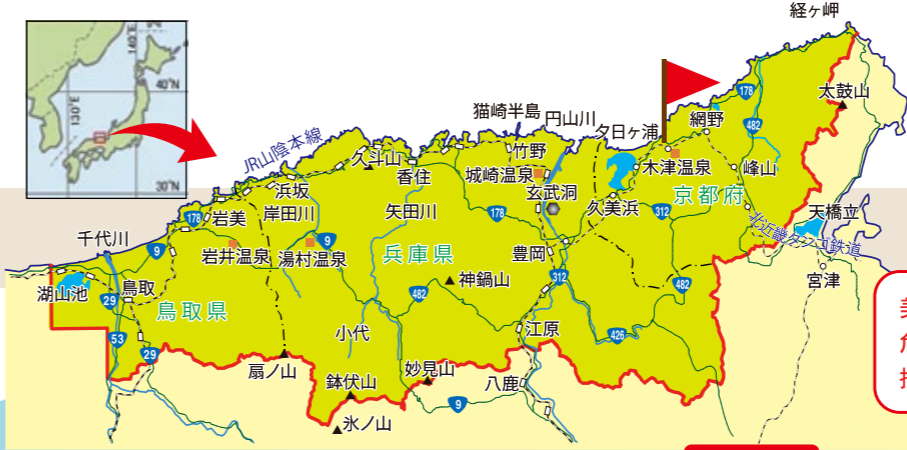 経ヶ岬
140°E
40°N
130°E
30°N
178
太鼓山
482
網野
猫崎半島
円山川
夕日ヶ浦
JR山陰本線
久斗山
竹野
城崎温泉
木津温泉
峰山
香住
玄武洞
浜坂
京都府
岩美
岸田川
矢田川
178
久美浜
312
天橋立
178
千代川
9
岩井温泉
湯村温泉
9
兵庫県
豊岡
北近畿タンゴ鉄道
宮津
湖山池
鳥取
29
鳥取県
482
神鍋山
312
482
53
小代
江原
426
29
扇ノ山
鉢伏山
妙見山
八鹿
9
氷ノ山